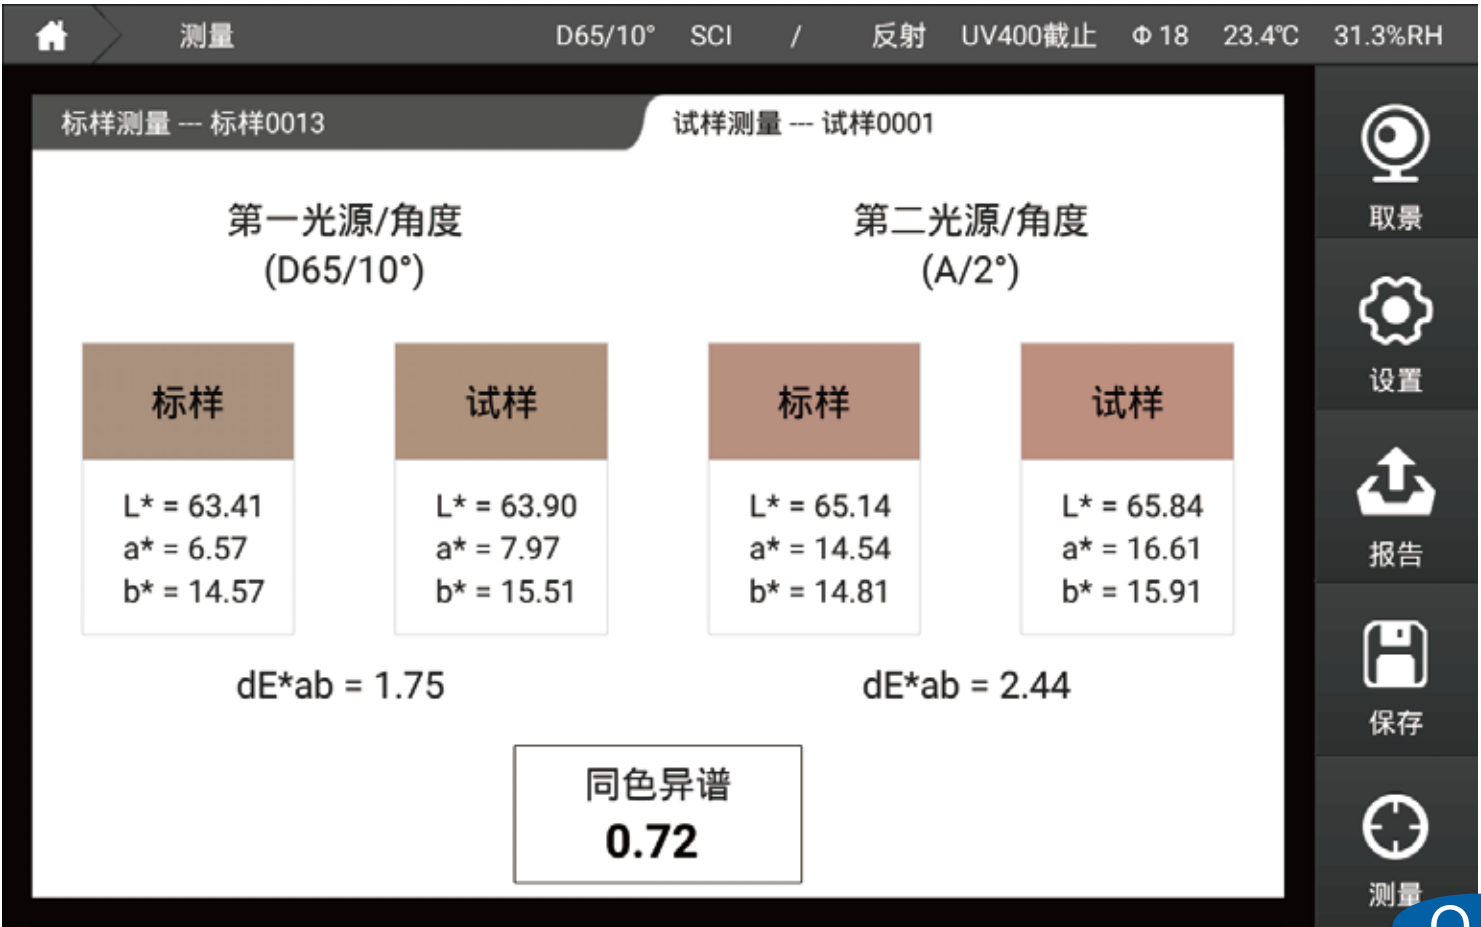 测量 D65/10° SCI / 反射 UV400截止 Φ 18 23.4℃ 31.3%RH
标样测量 --- 标样0013 试样测量 --- 试样0001
第一光源/角度
(D65/10°)
第二光源/角度
(A/2°)
标样
L* = 63.41
a* = 6.57
b* = 14.57
试样
L* = 63.90
a* = 7.97
b* = 15.51
dE*ab = 1.75
标样
L* = 65.14
a* = 14.54
b* = 14.81
试样
L* = 65.84
a* = 16.61
b* = 15.91
dE*ab = 2.44
同色异谱
0.72
取景
设置
报告
保存
测量